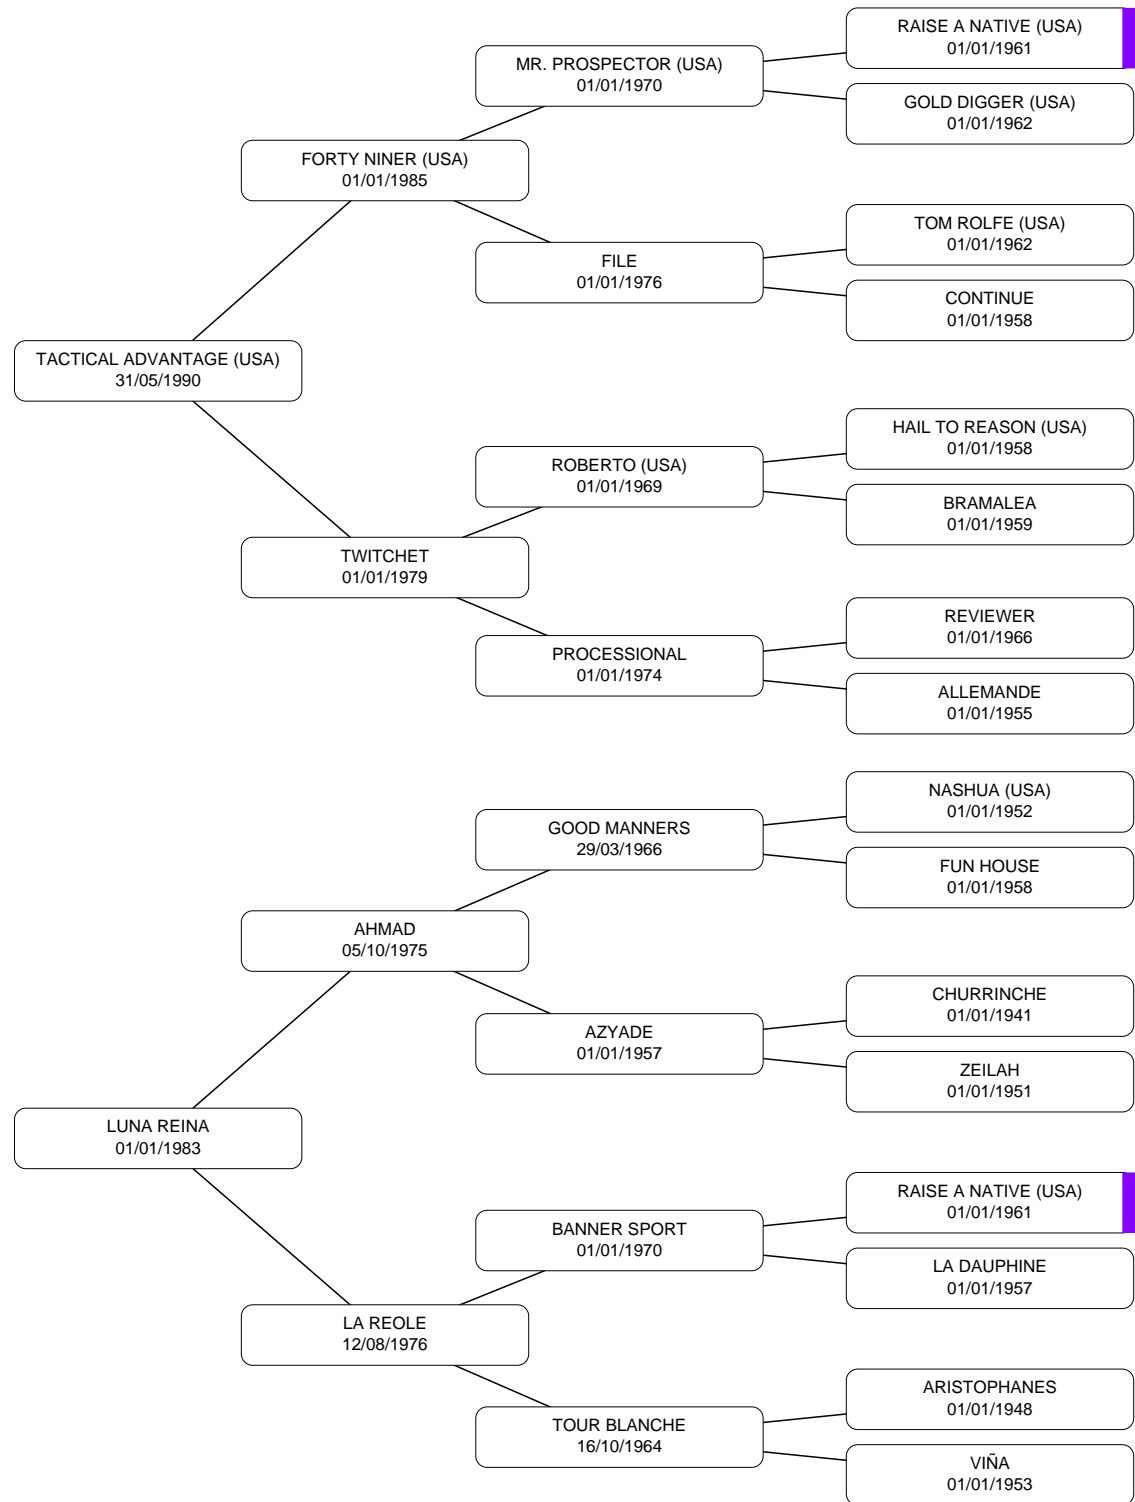 RAISE A NATIVE (USA)
01/01/1961
MR. PROSPECTOR (USA)
01/01/1970
GOLD DIGGER (USA)
01/01/1962
FORTY NINER (USA)
01/01/1985
TOM ROLFE (USA)
01/01/1962
FILE
01/01/1976
CONTINUE
01/01/1958
TACTICAL ADVANTAGE (USA)
31/05/1990
HAIL TO REASON (USA)
01/01/1958
ROBERTO (USA)
01/01/1969
BRAMALEA
01/01/1959
TWITCHET
01/01/1979
REVIEWER
01/01/1966
PROCESSIONAL
01/01/1974
ALLEMANDE
01/01/1955
NASHUA (USA)
01/01/1952
GOOD MANNERS
29/03/1966
FUN HOUSE
01/01/1958
AHMAD
05/10/1975
CHURRINCHE
01/01/1941
AZYADE
01/01/1957
ZEILAH
01/01/1951
LUNA REINA
01/01/1983
RAISE A NATIVE (USA)
01/01/1961
BANNER SPORT
01/01/1970
LA DAUPHINE
01/01/1957
LA REOLE
12/08/1976
ARISTOPHANES
01/01/1948
TOUR BLANCHE
16/10/1964
VIÑA
01/01/1953